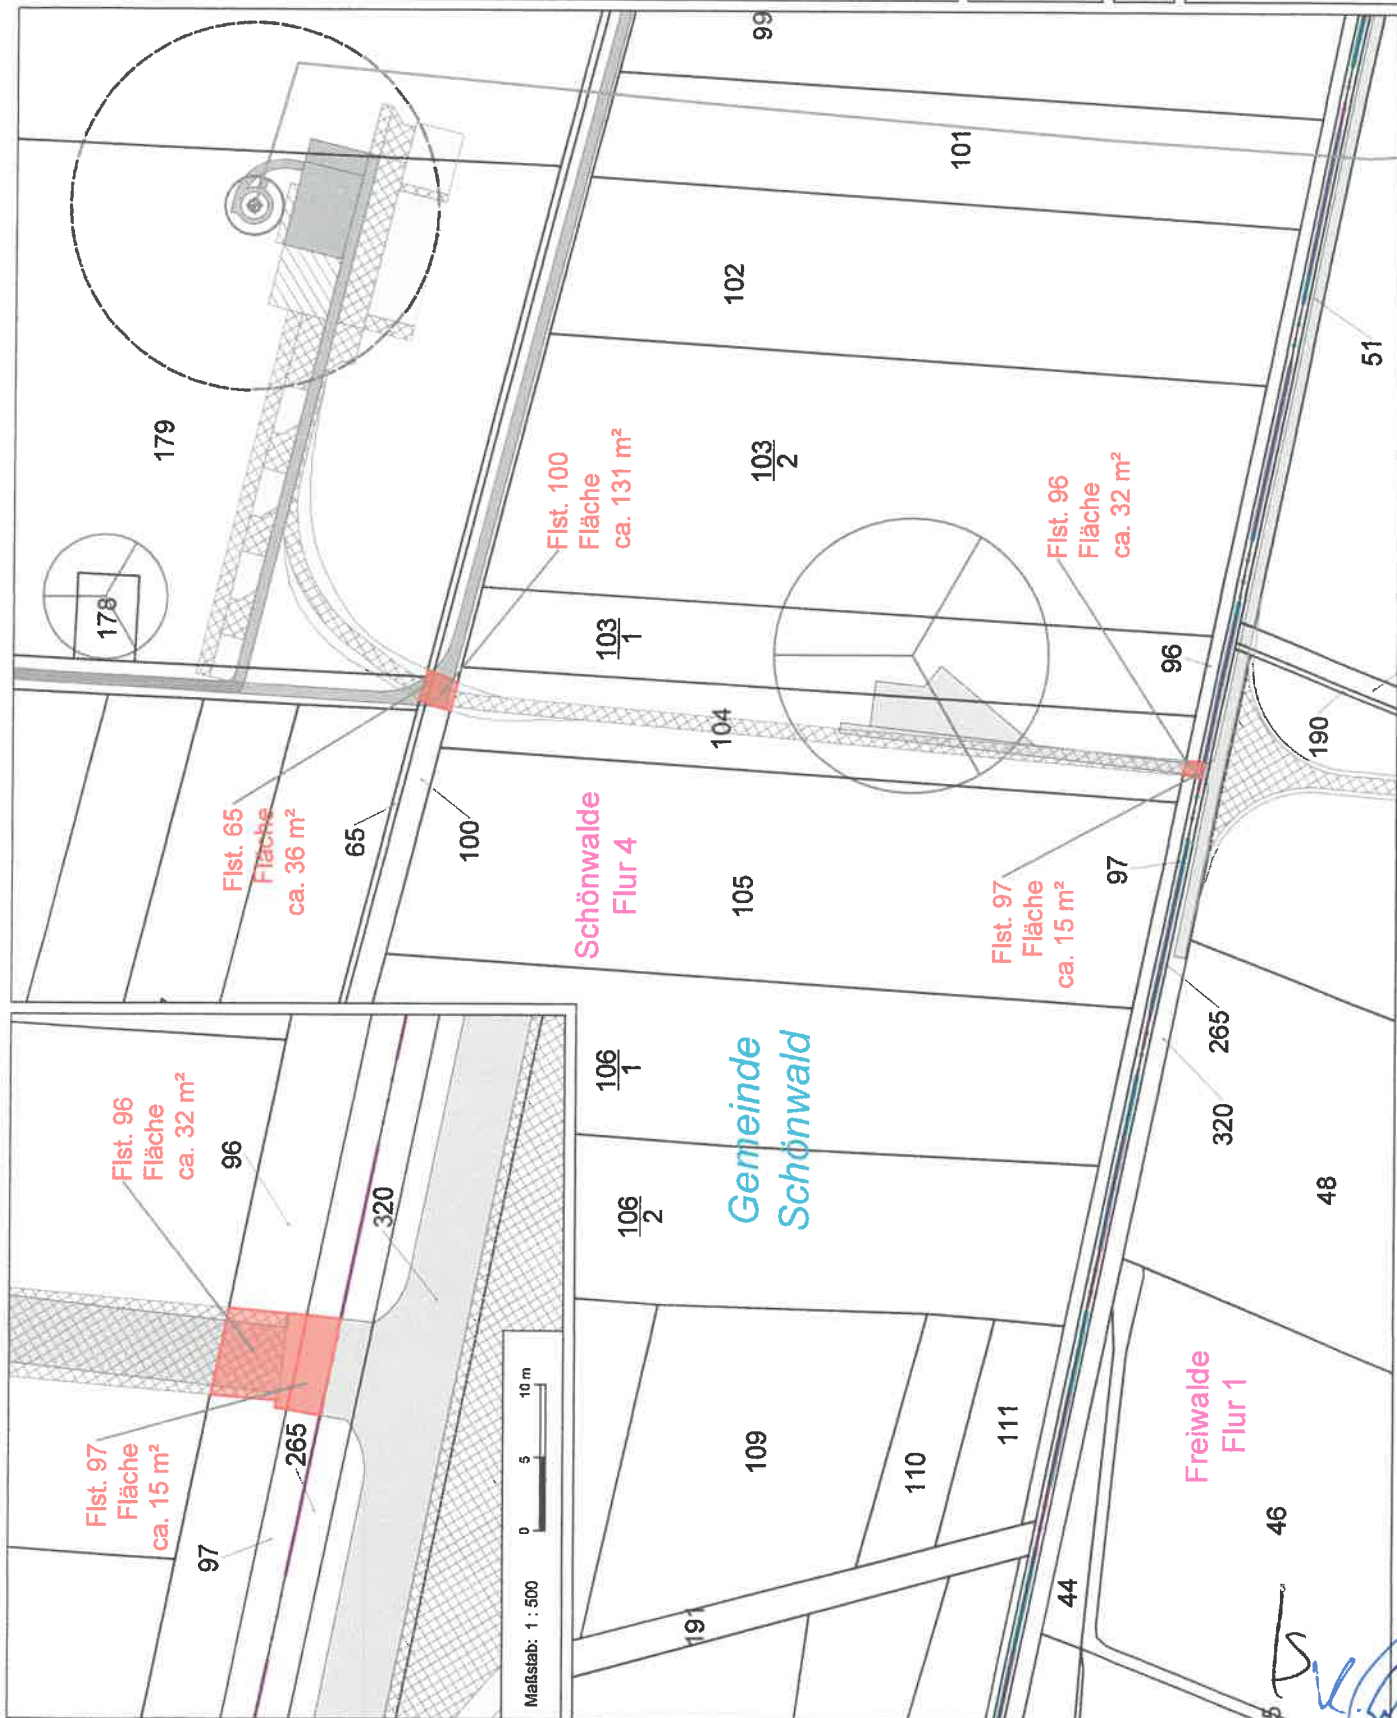 Flst. 97
Fläche
ca. 15 m²
Flst. 96
Fläche
ca. 32 m²
97
265
96
320
Maßstab: 1 : 500
0
5
10 m
Flst. 65
Fläche
ca. 36 m²
65
100
178
179
Flst. 100
Fläche
ca. 131 m²
Schönwalde
Flur 4
99
101
102
103
2
103
1
104
105
106
1
106
2
Gemeinde
Schönwald
Flst. 96
Fläche
ca. 32 m²
96
Flst. 97
Fläche
ca. 15 m²
97
51
190
265
320
48
109
110
111
191
44
46
Freiwalde
Flur 1